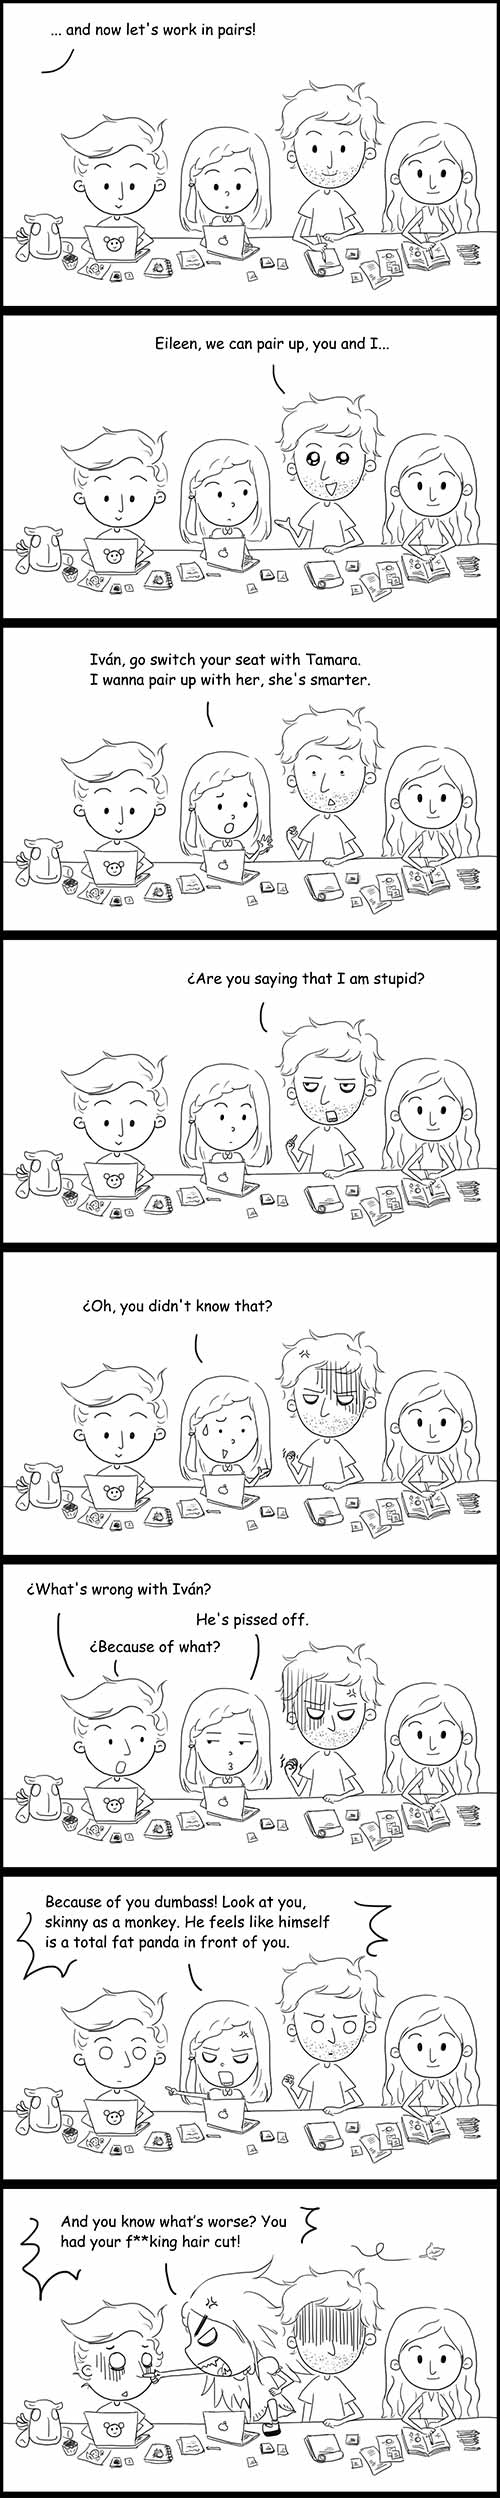 ... and now let's work in pairs!
Eileen, we can pair up, you and I...
Iván, go switch your seat with Tamara.
I wanna pair up with her, she's smarter.
¿Are you saying that I am stupid?
¿Oh, you didn't know that?
¿What's wrong with Iván?
He's pissed off.
¿Because of what?
Because of you dumbass! Look at you,
skinny as a monkey. He feels like himself
is a total fat panda in front of you.
And you know what's worse? You
had your f**king hair cut!